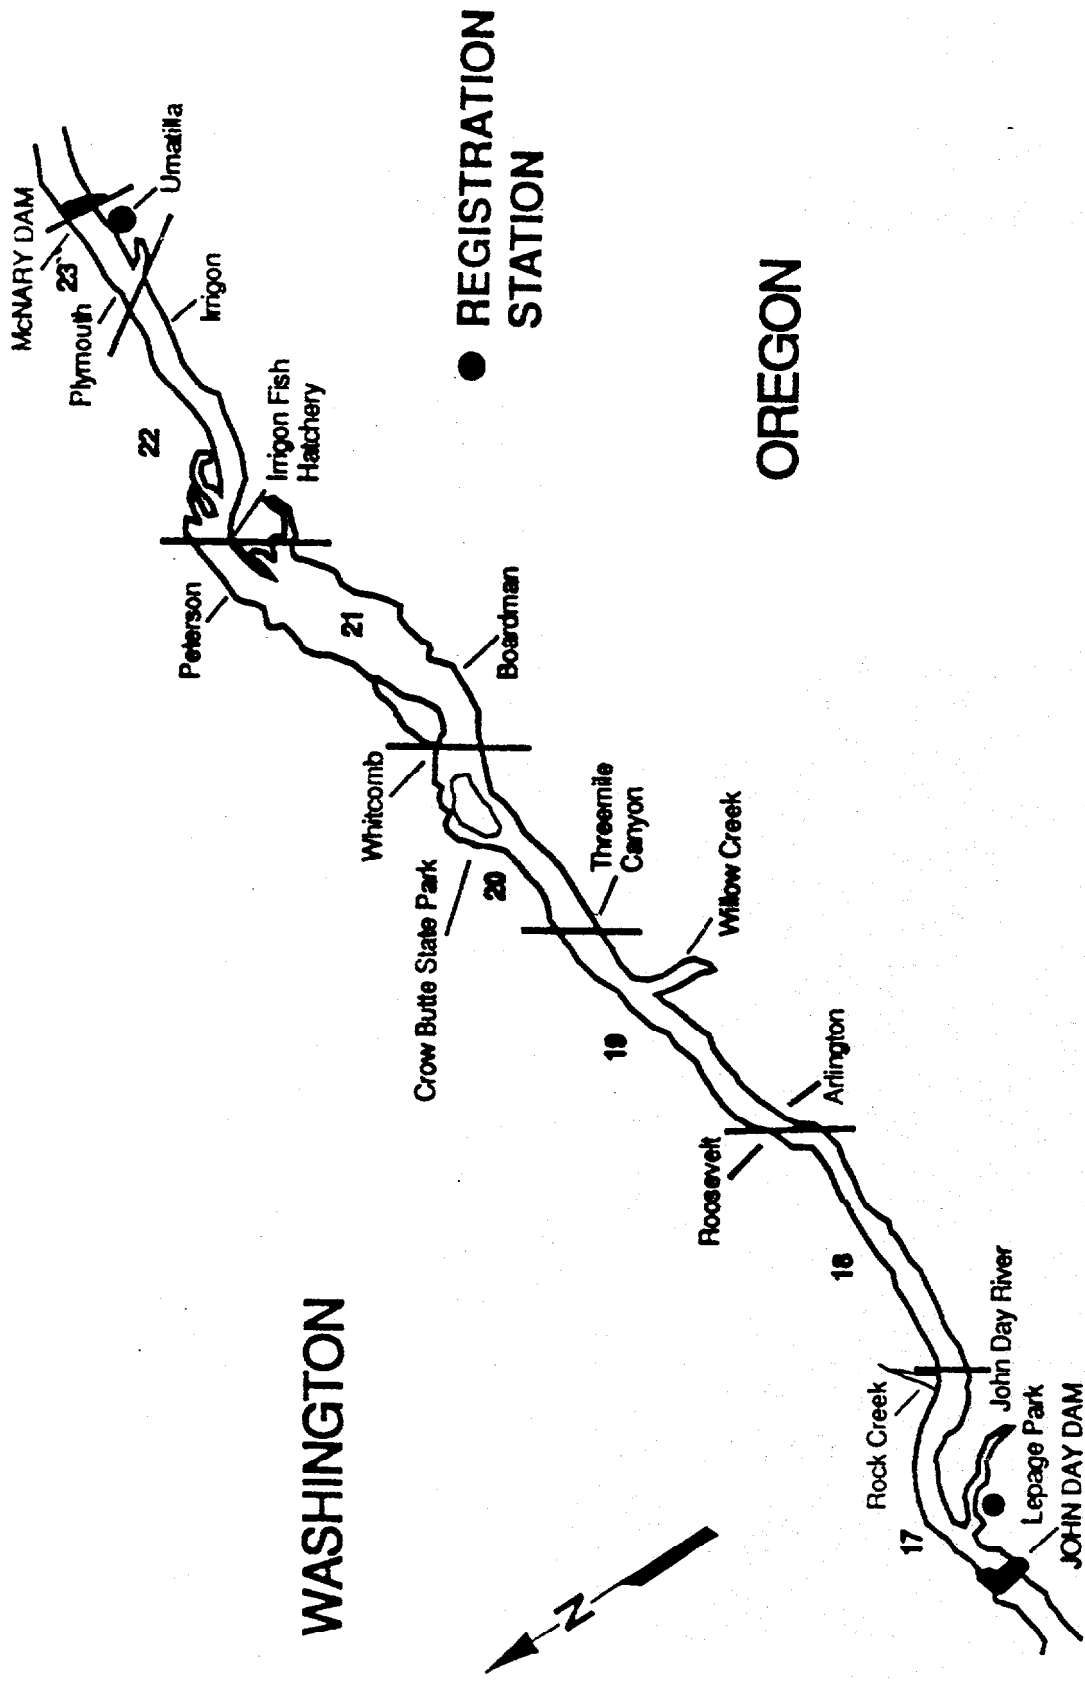 McNARY DAM
23
Plymouth
Umatilla
Irrigon
22
Irrigon Fish
Hatchery
Peterson
21
Boardman
Whitcomb
Crow Butte State Park
20
Threemile
Canyon
Willow Creek
19
Roosevelt
Arlington
18
Rock Creek
John Day River
17
Lepage Park
JOHN DAY DAM
REGISTRATION
STATION
WASHINGTON
OREGON
N